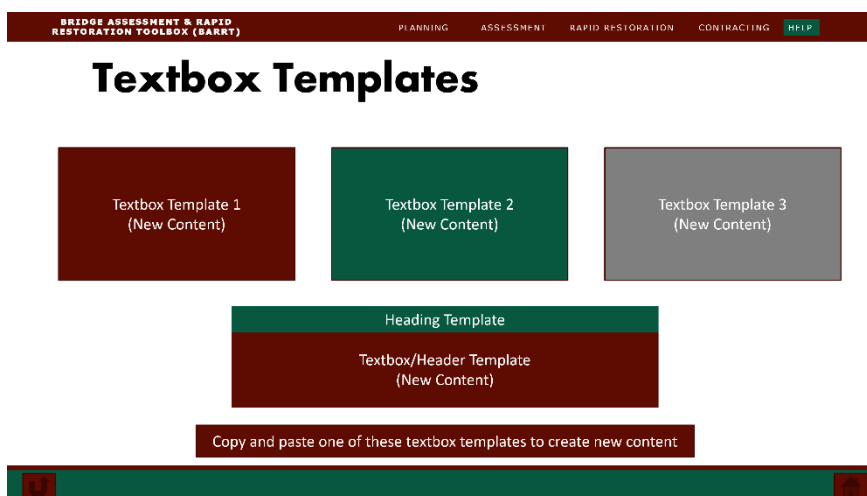 BRIDGE ASSESSMENT & RAPID
RESTORATION TOOLBOX (BARRT)
PLANNING ASSESSMENT RAPID RESTORATION CONTRACTING HELP
Textbox Templates
Textbox Template 1
(New Content)
Textbox Template 2
(New Content)
Textbox Template 3
(New Content)
Heading Template
Textbox/Header Template
(New Content)
Copy and paste one of these textbox templates to create new content